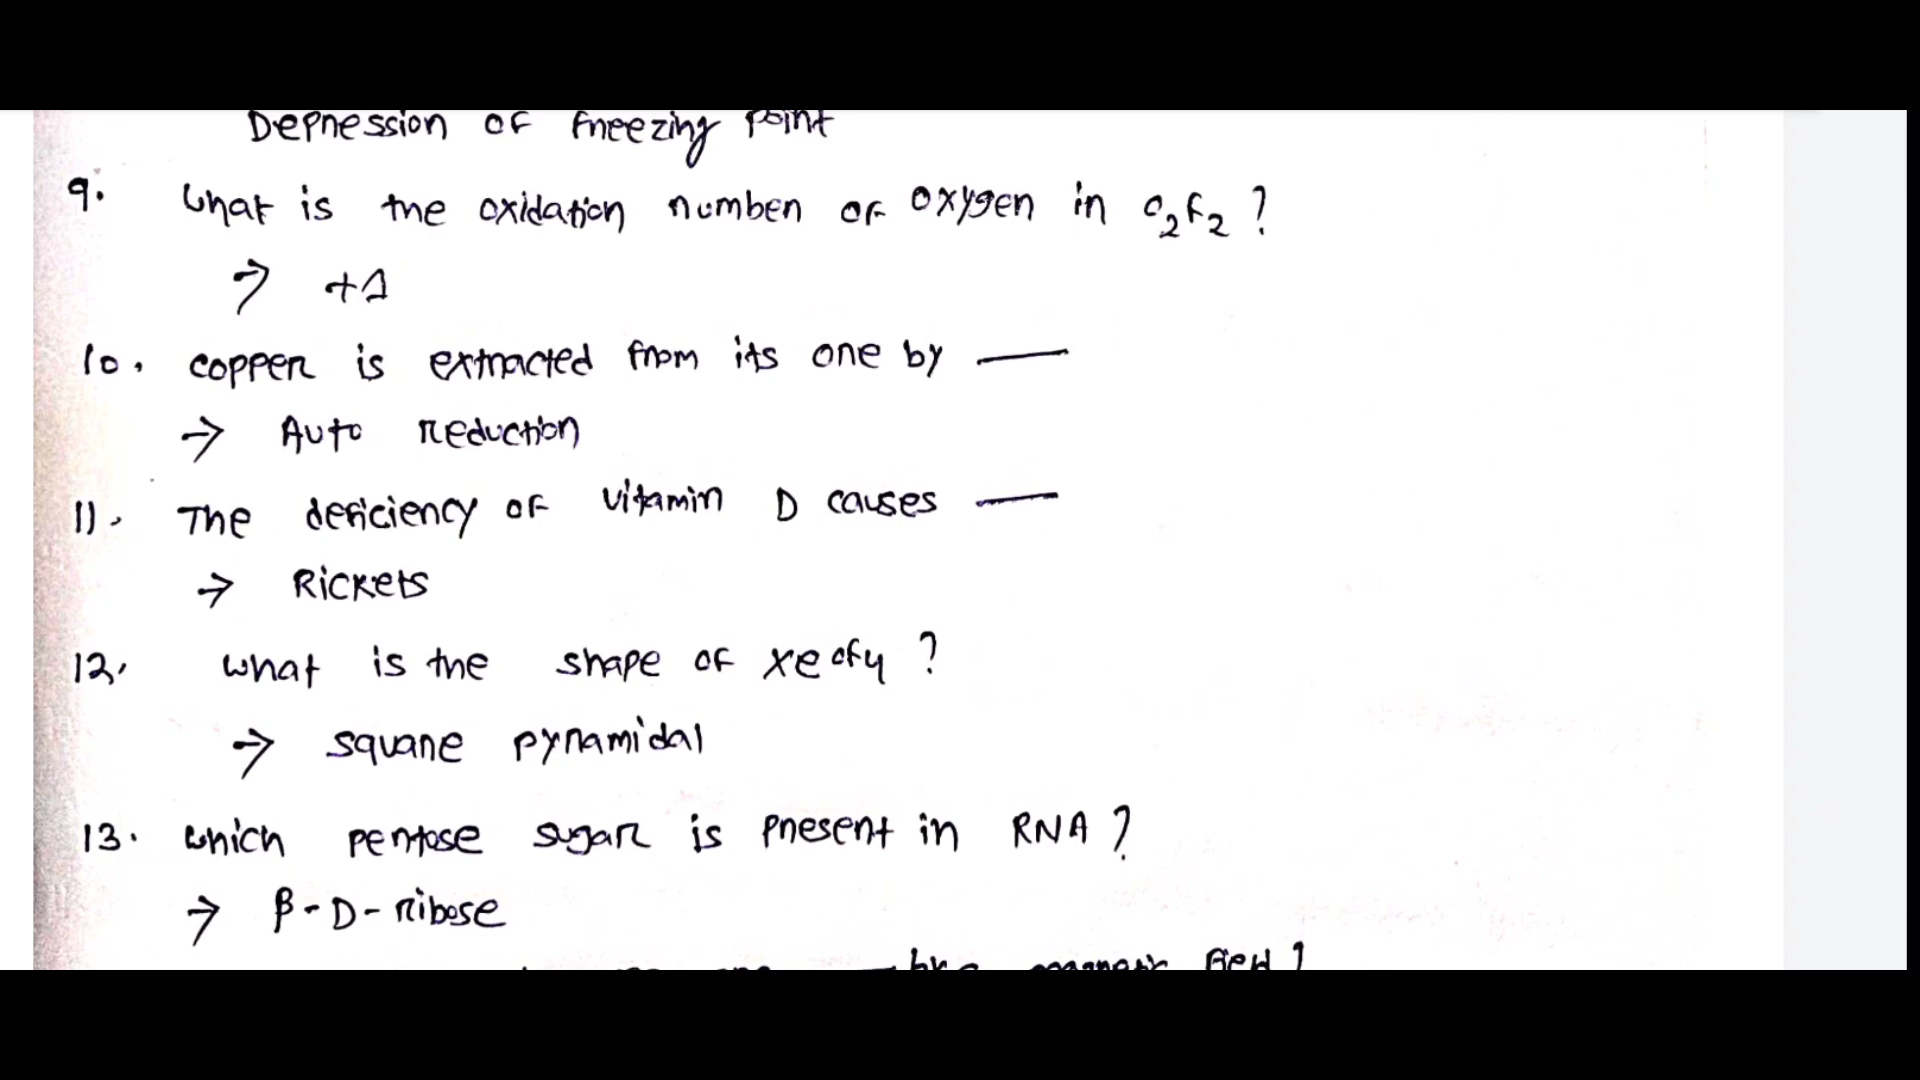 Depression of freezing point
9. What is the oxidation number of oxygen in O₂F₂ ?
→ +1
10. copper is extracted from its ore by —
→ Auto reduction
11. The deficiency of vitamin D causes —
→ Rickets
12. what is the shape of xeof4 ?
→ square pyramidal
13. which pentose sugar is present in RNA ?
→ β-D-ribose
magnetic field ?